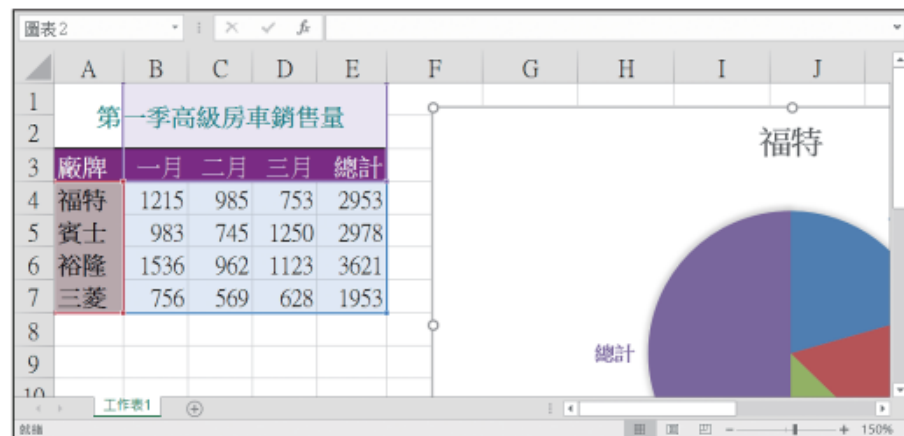 圖表2 fx
A B C D E F G H I J
1
第一季高級房車銷售量
2
3 廠牌 一月 二月 三月 總計
4 福特 1215 985 753 2953
5 賓士 983 745 1250 2978
6 裕隆 1536 962 1123 3621
7 三菱 756 569 628 1953
8
9
10
福特
總計
工作表1
就緒 150%